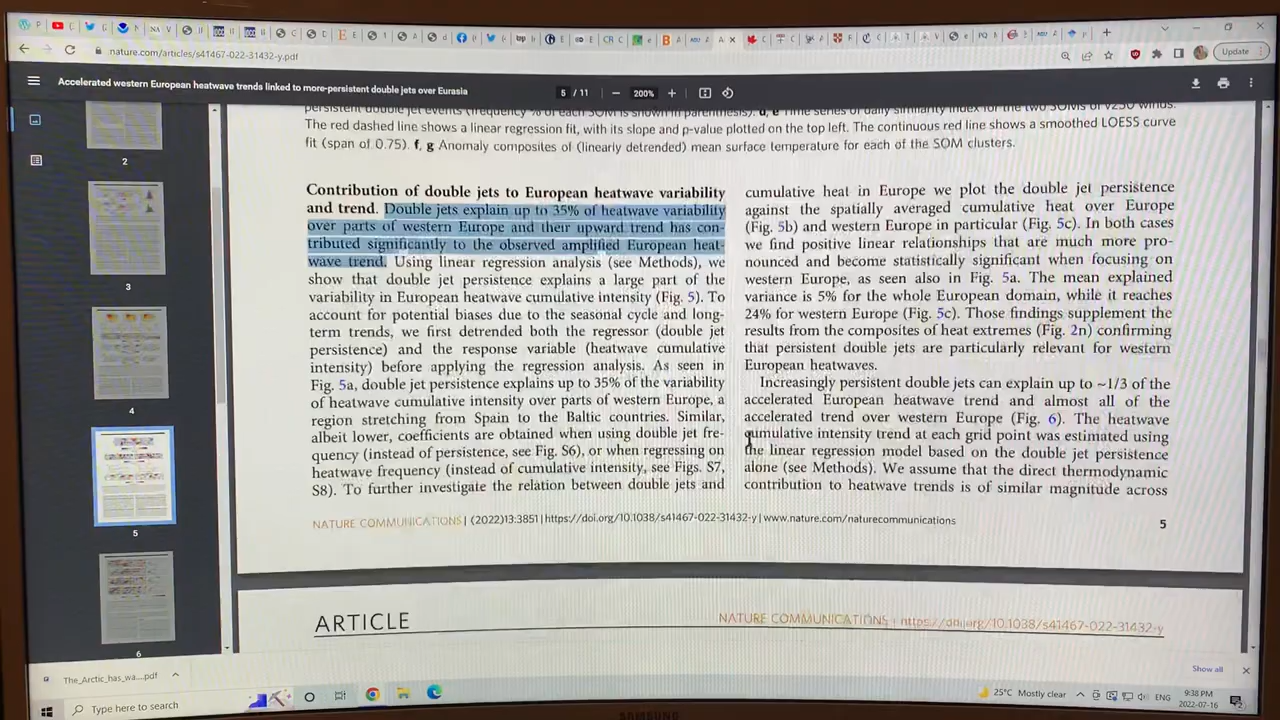 nature.com/articles/s41467-022-31432-y.pdf
Update
Accelerated western European heatwave trends linked to more-persistent double jets over Eurasia
5 / 11
200%
2
3
4
5
6
The red dashed line shows a linear regression fit, with its slope and p-value plotted on the top left. The continuous red line shows a smoothed LOESS curve
fit (span of 0.75). f, g Anomaly composites of (linearly detrended) mean surface temperature for each of the SOM clusters.
Contribution of double jets to European heatwave variability
and trend. Double jets explain up to 35% of heatwave variability
over parts of western Europe and their upward trend has con-
tributed significantly to the observed amplified European heat-
wave trend. Using linear regression analysis (see Methods), we
show that double jet persistence explains a large part of the
variability in European heatwave cumulative intensity (Fig. 5). To
account for potential biases due to the seasonal cycle and long-
term trends, we first detrended both the regressor (double jet
persistence) and the response variable (heatwave cumulative
intensity) before applying the regression analysis. As seen in
Fig. 5a, double jet persistence explains up to 35% of the variability
of heatwave cumulative intensity over parts of western Europe, a
region stretching from Spain to the Baltic countries. Similar,
albeit lower, coefficients are obtained when using double jet fre-
quency (instead of persistence, see Fig. S6), or when regressing on
heatwave frequency (instead of cumulative intensity, see Figs. S7,
S8). To further investigate the relation between double jets and
cumulative heat in Europe we plot the double jet persistence
against the spatially averaged cumulative heat over Europe
(Fig. 5b) and western Europe in particular (Fig. 5c). In both cases
we find positive linear relationships that are much more pro-
nounced and become statistically significant when focusing on
western Europe, as seen also in Fig. 5a. The mean explained
variance is 5% for the whole European domain, while it reaches
24% for western Europe (Fig. 5c). Those findings supplement the
results from the composites of heat extremes (Fig. 2n) confirming
that persistent double jets are particularly relevant for western
European heatwaves.
Increasingly persistent double jets can explain up to ~1/3 of the
accelerated European heatwave trend and almost all of the
accelerated trend over western Europe (Fig. 6). The heatwave
cumulative intensity trend at each grid point was estimated using
the linear regression model based on the double jet persistence
alone (see Methods). We assume that the direct thermodynamic
contribution to heatwave trends is of similar magnitude across
NATURE COMMUNICATIONS | (2022)13:3851 | https://doi.org/10.1038/s41467-022-31432-y | www.nature.com/naturecommunications
5
ARTICLE
NATURE COMMUNICATIONS | https://doi.org/10.1038/s41467-022-31432-y
The_Arctic_has_wa....pdf
Show all
Type here to search
25°C Mostly clear
ENG
9:38 PM
2022-07-16
SAMSUNG